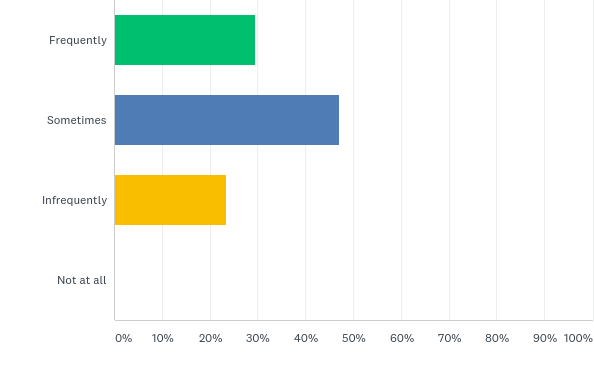 Frequently
Sometimes
Infrequently
Not at all
0% 10% 20% 30% 40% 50% 60% 70% 80% 90% 100%